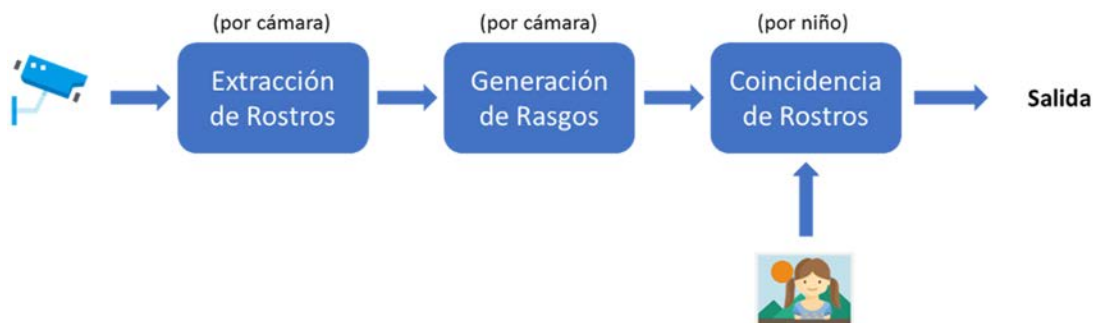 (por cámara)
(por cámara)
(por niño)
Extracción
de Rostros
Generación
de Rasgos
Coincidencia
de Rostros
Salida